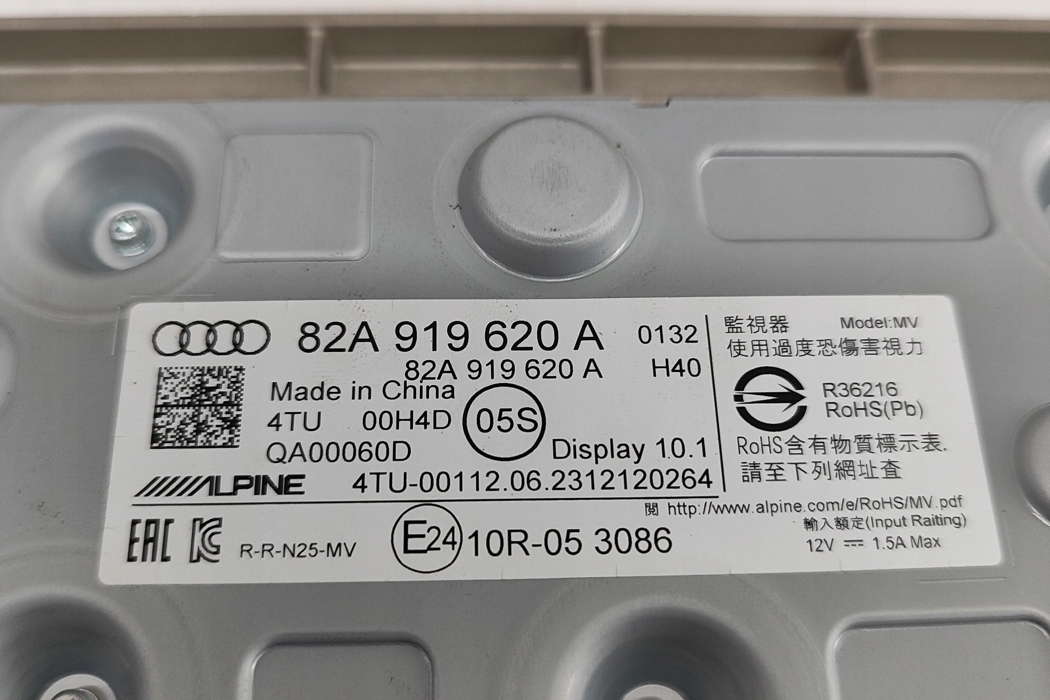 82A 919 620 A 0132
82A 919 620 A H40
Made in China
4TU 00H4D 05S
QA00060D Display 10.1
ALPINE 4TU-00112.06.2312120264
EAC KC R-R-N25-MV E24 10R-05 3086
監視器 Model:MV
使用過度恐傷害視力
R36216
RoHS(Pb)
RoHS含有物質標示表,
請至下列網址查
閱 http://www.alpine.com/e/RoHS/MV.pdf
輸入額定(Input Raiting)
12V ⎓ 1.5A Max